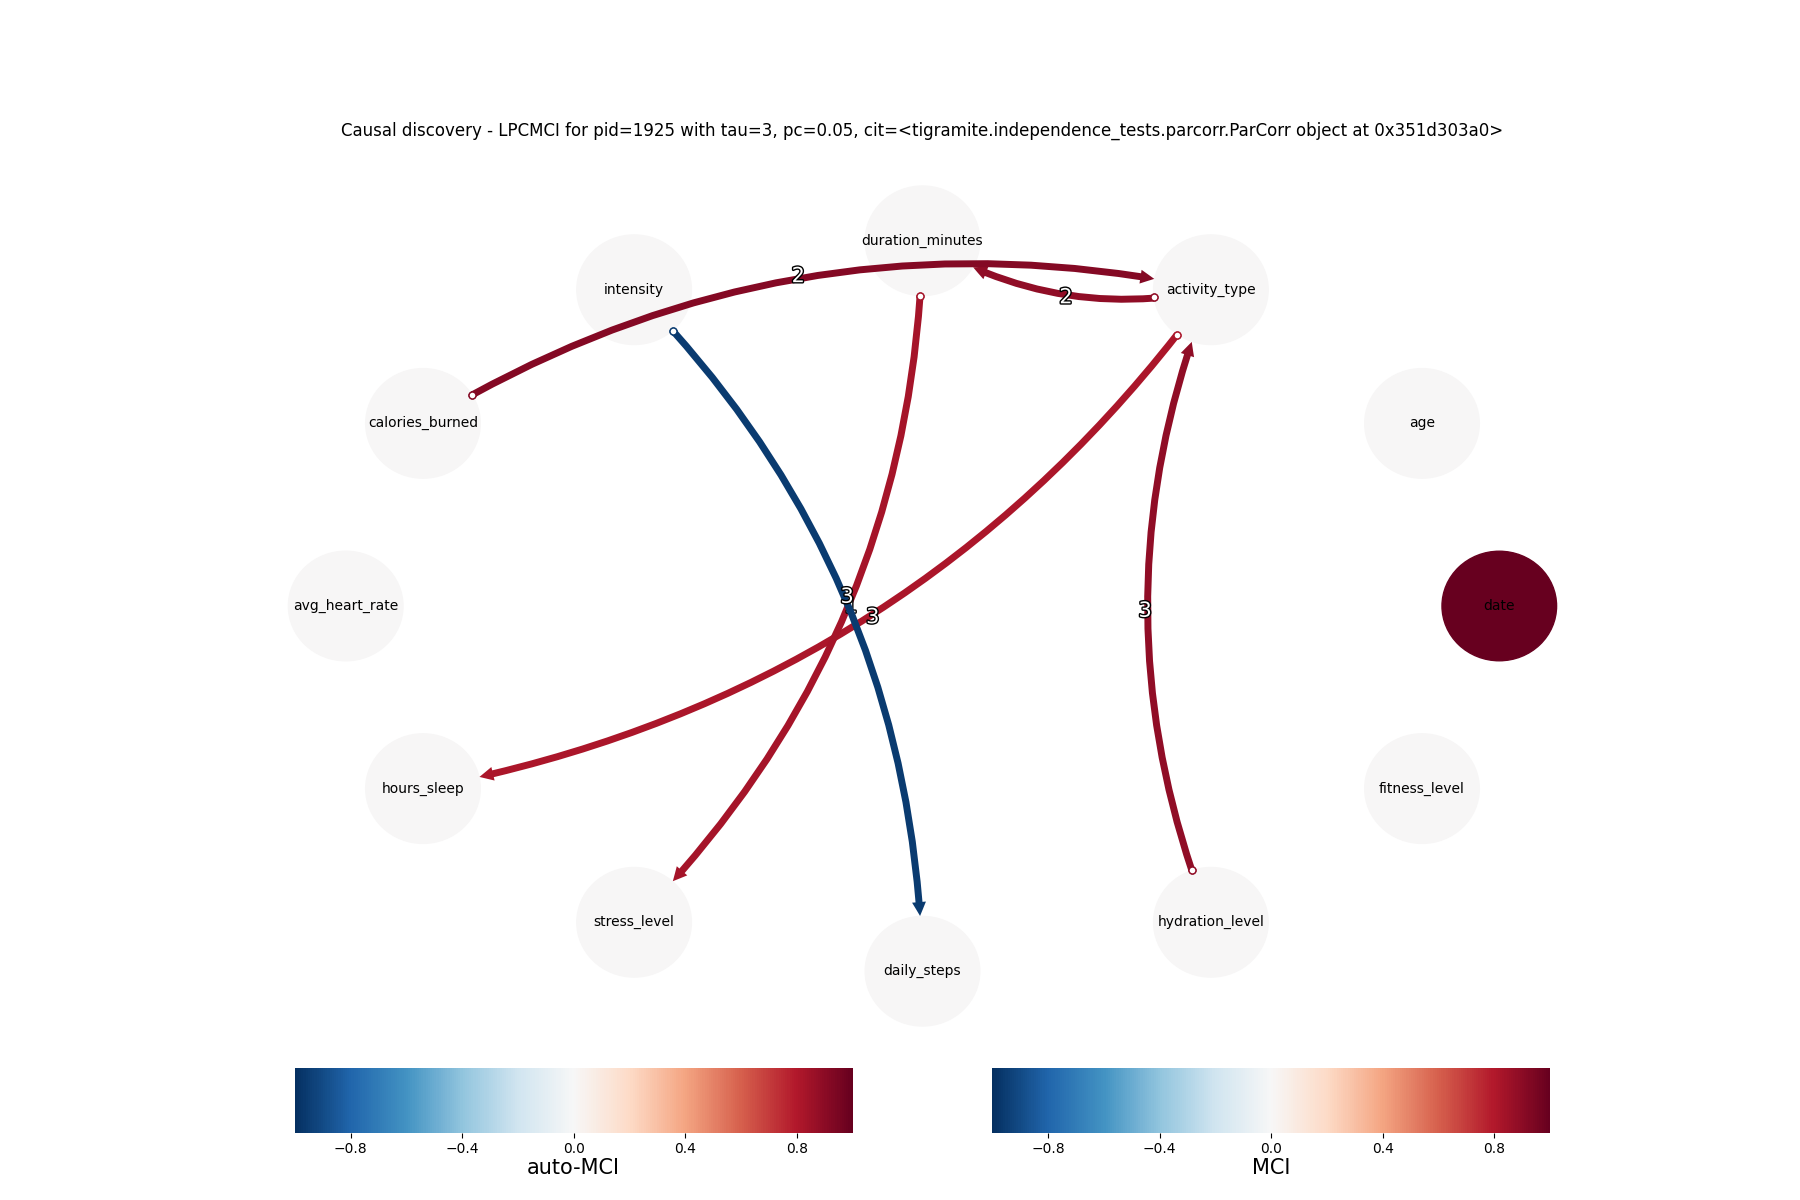 Causal discovery - LPCMCI for pid=1925 with tau=3, pc=0.05, cit=<tigramite.independence_tests.parcorr.ParCorr object at 0x351d303a0>
duration_minutes
intensity
activity_type
2
2
calories_burned
age
avg_heart_rate
date
3
3
3
hours_sleep
fitness_level
stress_level
hydration_level
daily_steps
−0.8 −0.4 0.0 0.4 0.8
auto-MCI
−0.8 −0.4 0.0 0.4 0.8
MCI